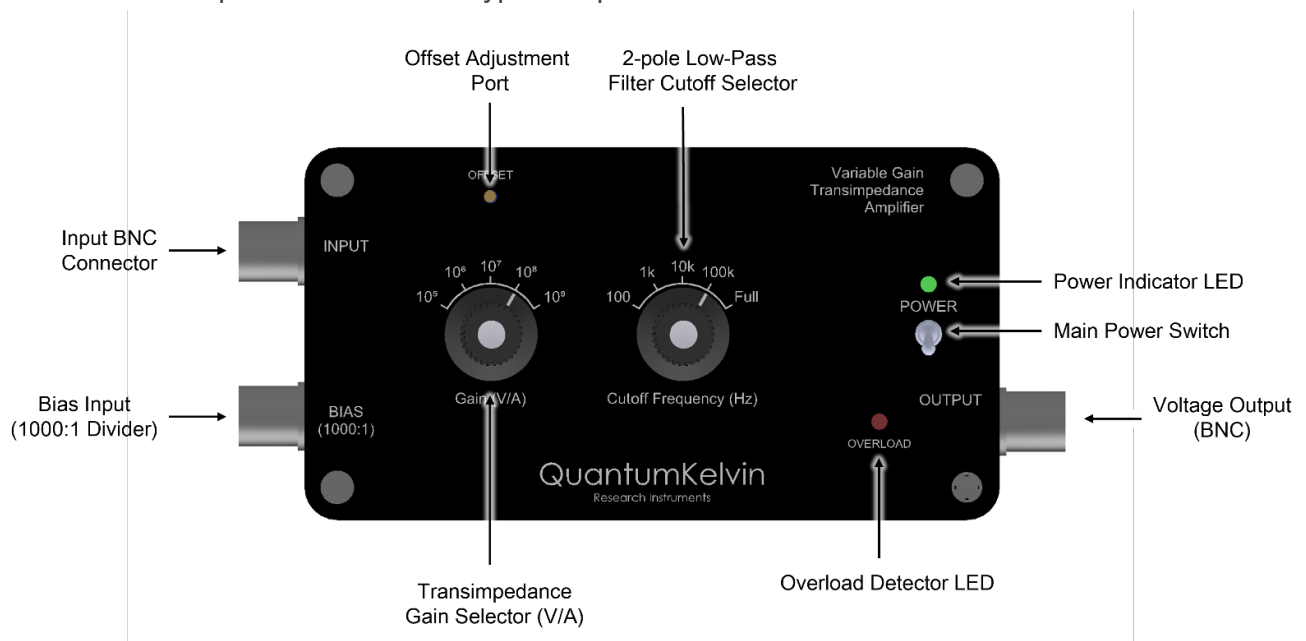 Offset Adjustment
Port
2-pole Low-Pass
Filter Cutoff Selector
OFFSET
Variable Gain
Transimpedance
Amplifier
Input BNC
Connector
INPUT
10⁵
10⁶
10⁷
10⁸
10⁹
100
1k
10k
100k
Full
Power Indicator LED
POWER
Main Power Switch
Bias Input
(1000:1 Divider)
BIAS
(1000:1)
Gain (V/A)
Cutoff Frequency (Hz)
OUTPUT
Voltage Output
(BNC)
OVERLOAD
QuantumKelvin
Research Instruments
Transimpedance
Gain Selector (V/A)
Overload Detector LED